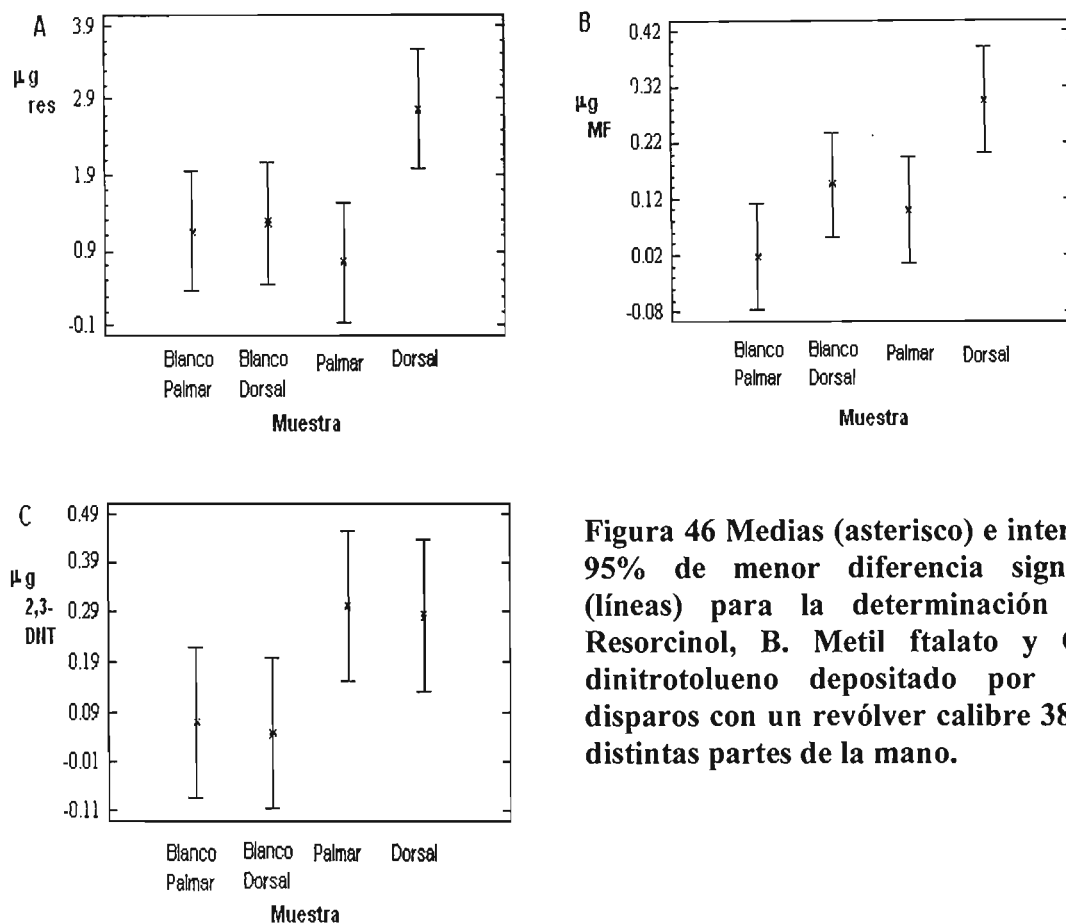 A
μg
res
3.9
2.9
1.9
0.9
-0.1
Blanco Blanco Palmar Dorsal
Palmar Dorsal
Muestra
B
μg
MF
0.42
0.32
0.22
0.12
0.02
-0.08
Blanco Blanco Palmar Dorsal
Palmar Dorsal
Muestra
C
μg
2,3-
DNT
0.49
0.39
0.29
0.19
0.09
-0.01
-0.11
Blanco Blanco Palmar Dorsal
Palmar Dorsal
Muestra
Figura 46 Medias (asterisco) e inter
95% de menor diferencia sign
(líneas) para la determinación
Resorcinol, B. Metil ftalato y
dinitrotolueno depositado por
disparos con un revólver calibre 38
distintas partes de la mano.